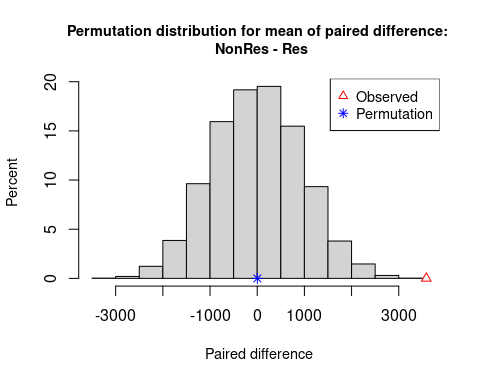 Permutation distribution for mean of paired difference:
NonRes - Res
Observed
Permutation
Percent
20
15
10
5
0
-3000
-1000
0
1000
3000
Paired difference